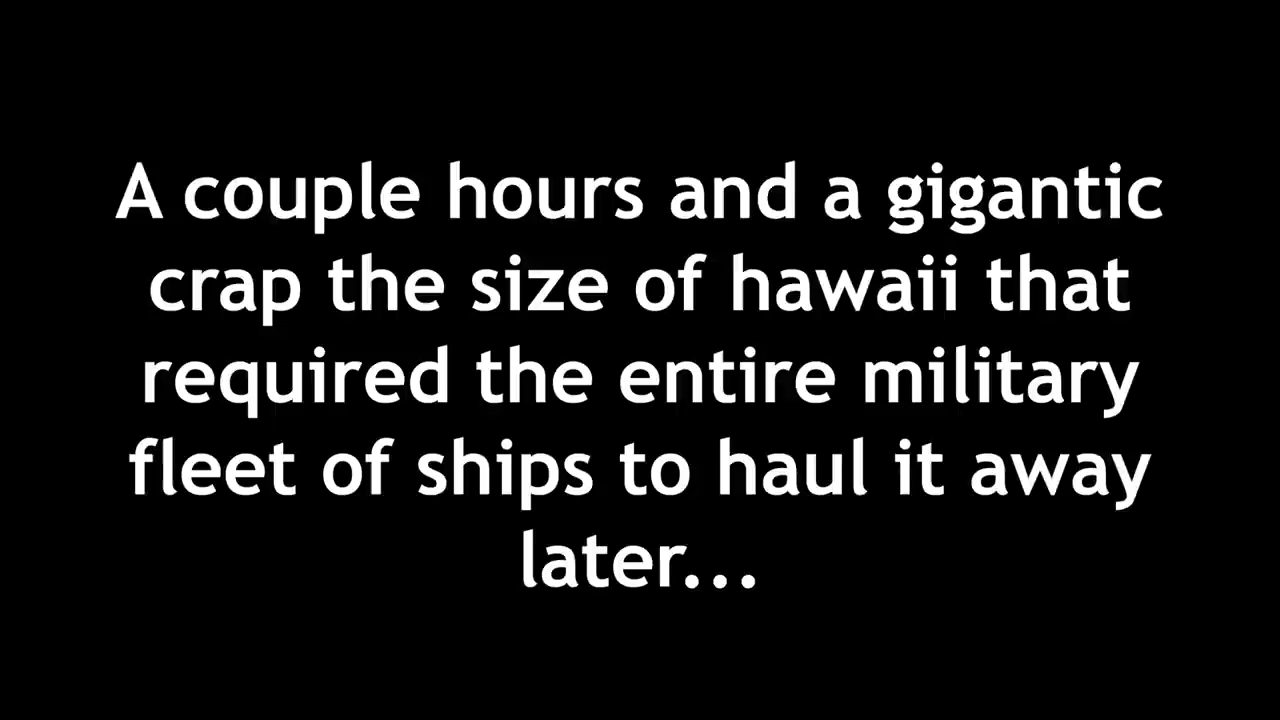 A couple hours and a gigantic
crap the size of hawaii that
required the entire military
fleet of ships to haul it away
later...